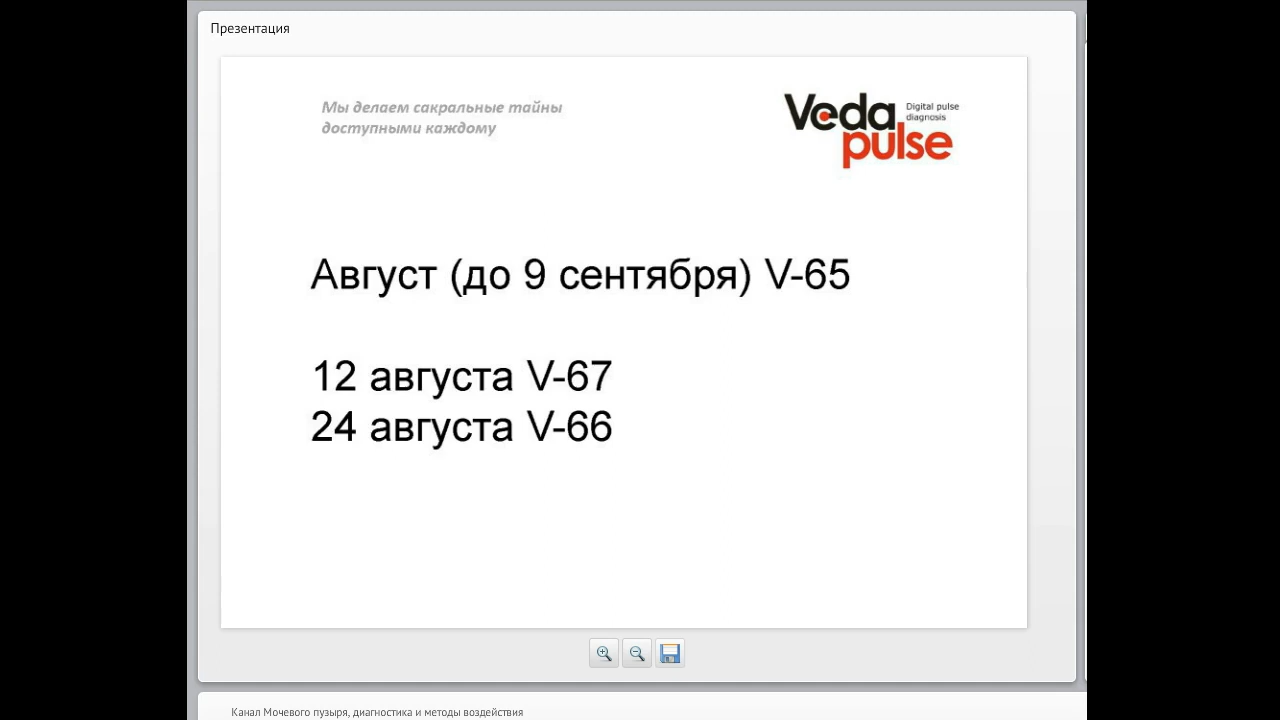 Презентация
Мы делаем сакральные тайны
доступными каждому
Veda
pulse
Digital pulse
diagnosis
Август (до 9 сентября) V-65
12 августа V-67
24 августа V-66
Канал Мочевого пузыря, диагностика и методы воздействия